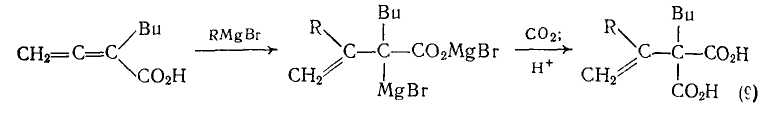 Bu Bu Bu
CH₂=C=C RMgBr R C—C—CO₂MgBr CO₂; R C—C—CO₂H
CO₂H CH₂ MgBr H⁺ CH₂ CO₂H (9)